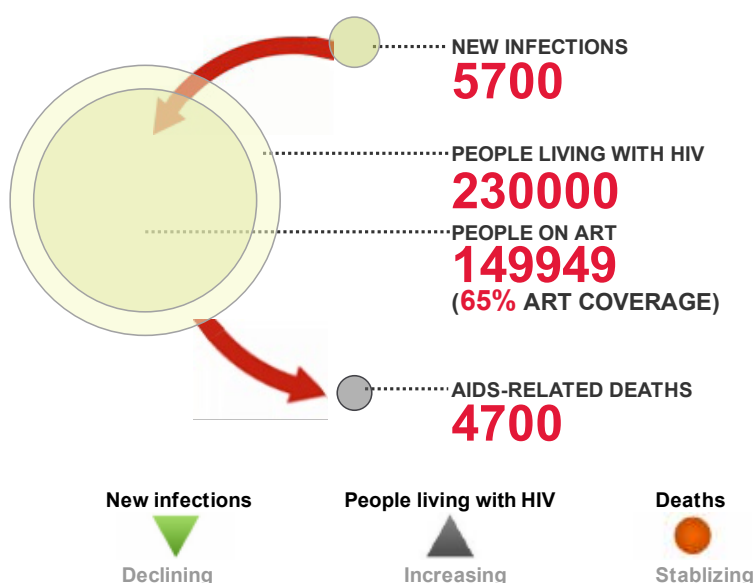 NEW INFECTIONS
5700
PEOPLE LIVING WITH HIV
230000
PEOPLE ON ART
149949
(65% ART COVERAGE)
AIDS-RELATED DEATHS
4700
New infections People living with HIV Deaths
Declining Increasing Stablizing